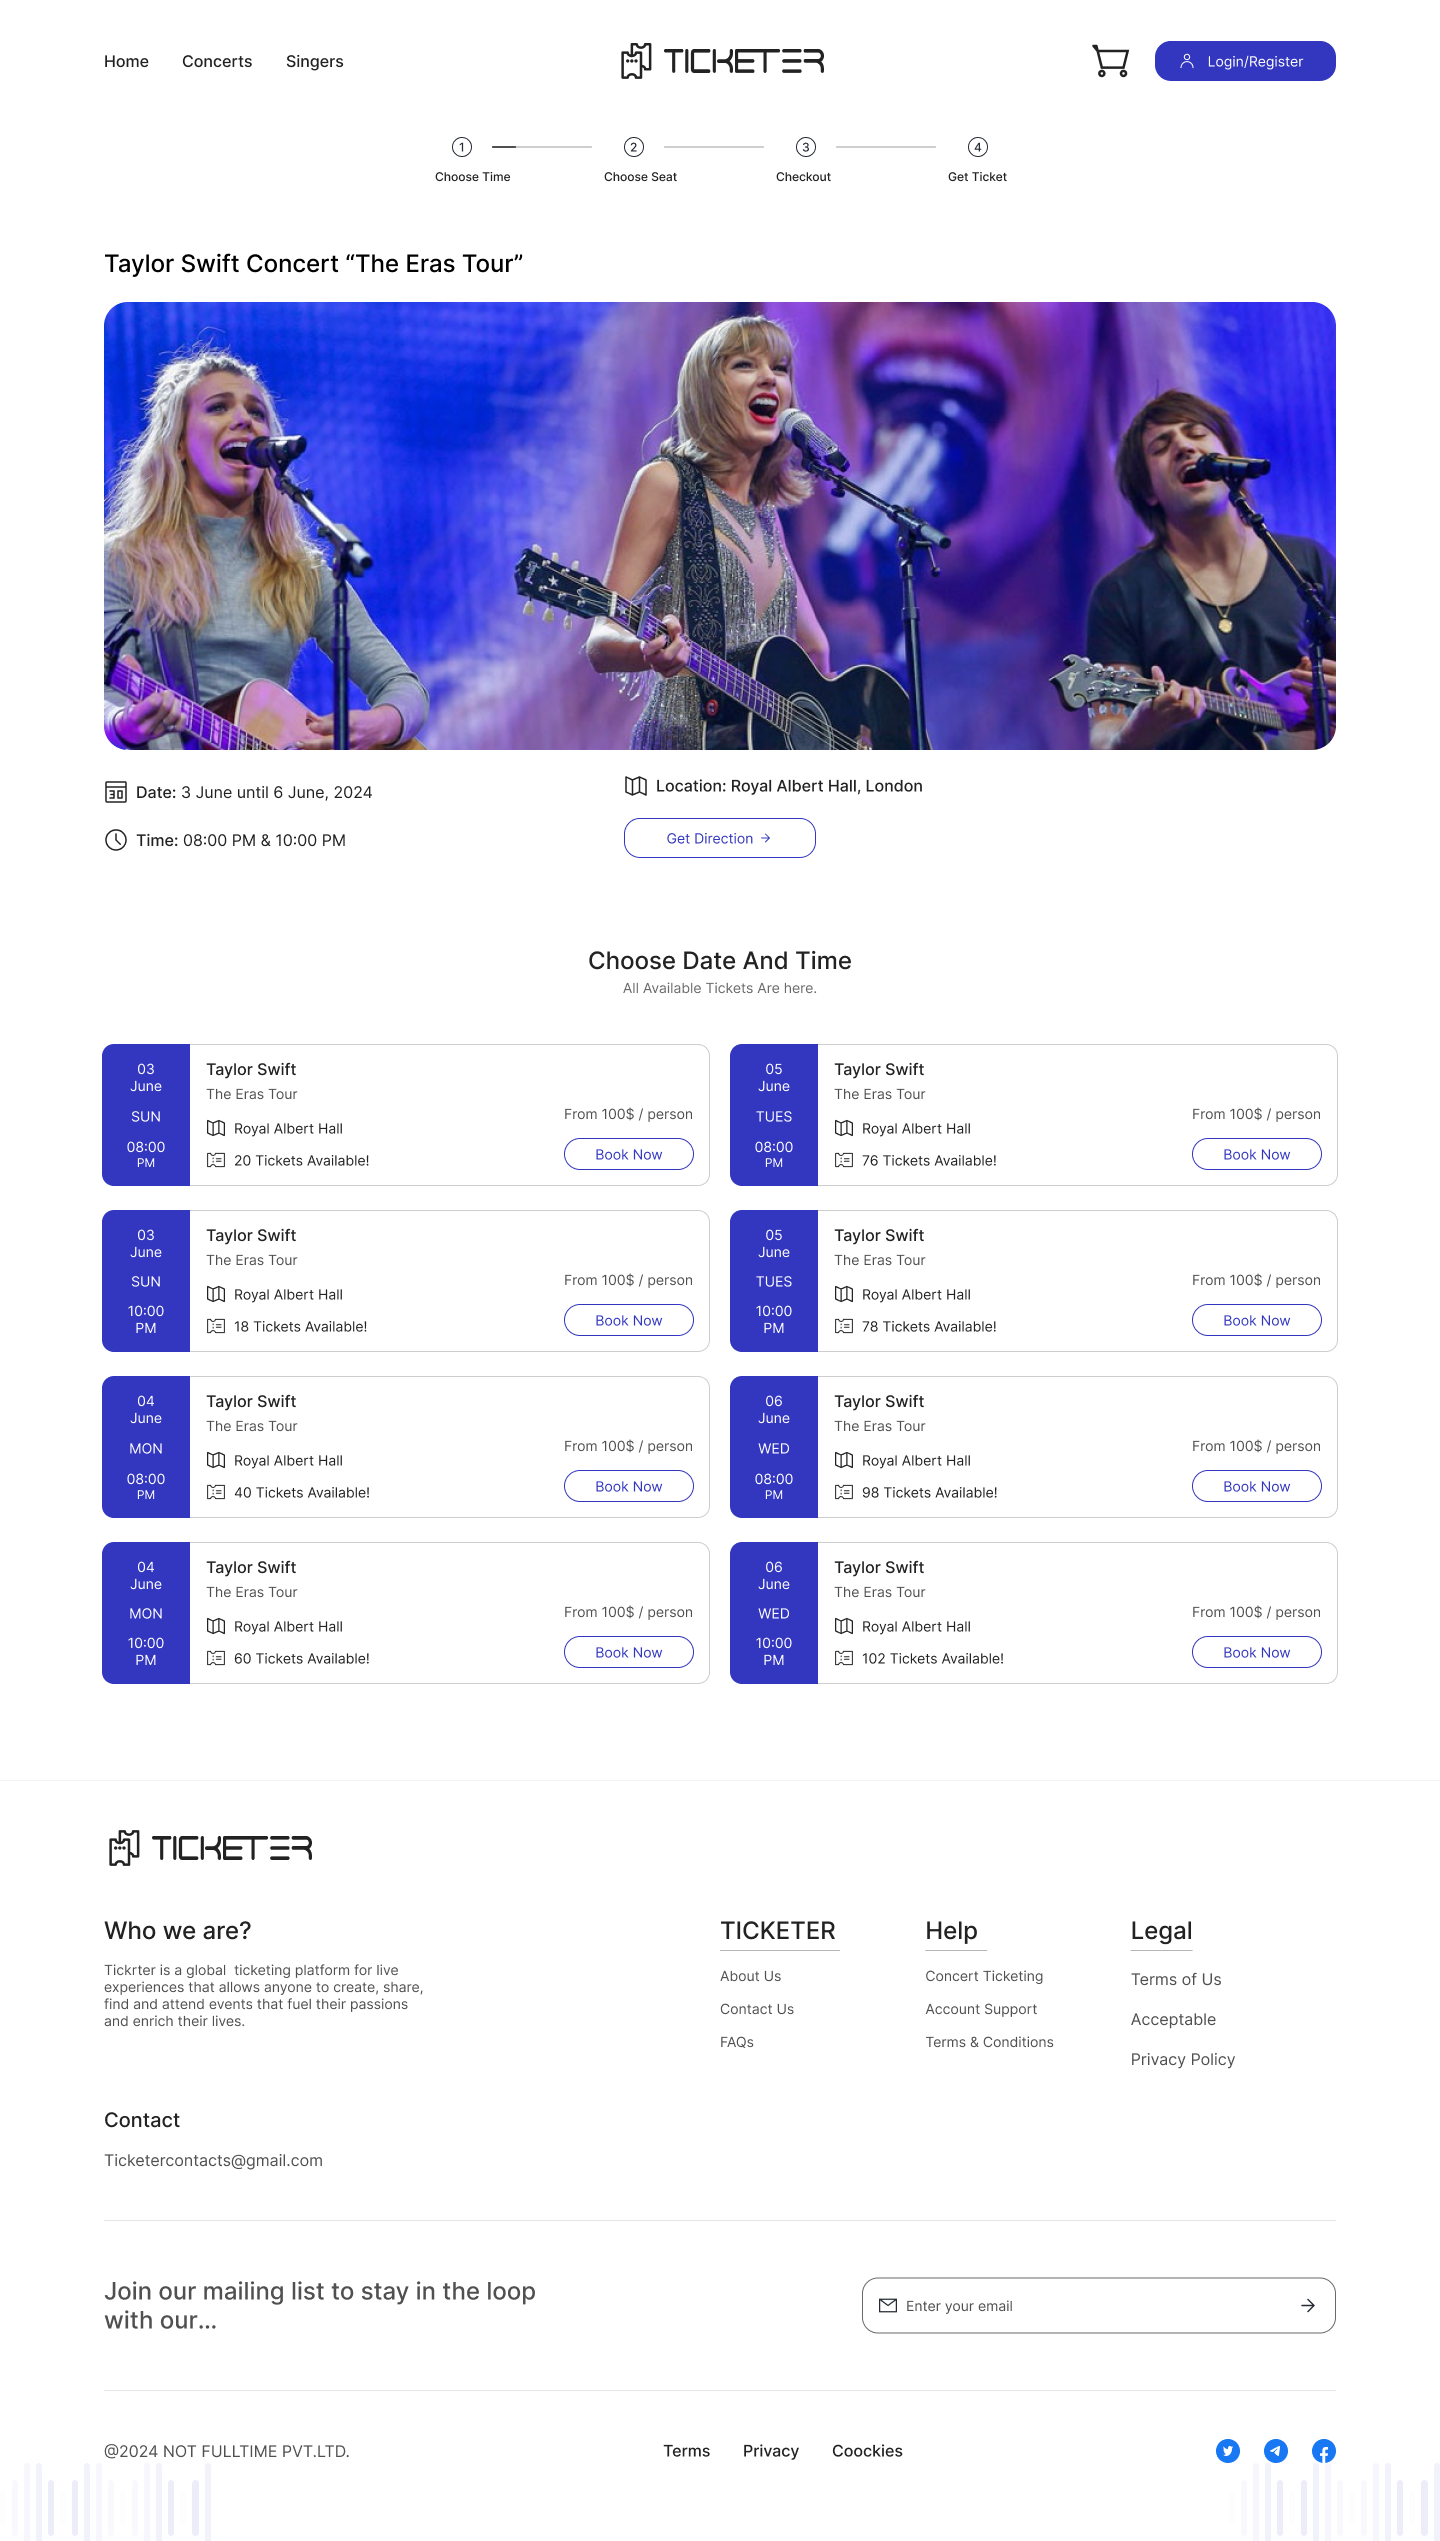 Home Concerts Singers
TICKETER
Login/Register
1 2 3 4
Choose Time Choose Seat Checkout Get Ticket
Taylor Swift Concert “The Eras Tour”
30 Date: 3 June until 6 June, 2024
Time: 08:00 PM & 10:00 PM
Location: Royal Albert Hall, London
Get Direction
Choose Date And Time
All Available Tickets Are here.
03
June
SUN
08:00
PM
Taylor Swift
The Eras Tour
Royal Albert Hall
20 Tickets Available!
From 100$ / person
Book Now
05
June
TUES
08:00
PM
Taylor Swift
The Eras Tour
Royal Albert Hall
76 Tickets Available!
From 100$ / person
Book Now
03
June
SUN
10:00
PM
Taylor Swift
The Eras Tour
Royal Albert Hall
18 Tickets Available!
From 100$ / person
Book Now
05
June
TUES
10:00
PM
Taylor Swift
The Eras Tour
Royal Albert Hall
78 Tickets Available!
From 100$ / person
Book Now
04
June
MON
08:00
PM
Taylor Swift
The Eras Tour
Royal Albert Hall
40 Tickets Available!
From 100$ / person
Book Now
06
June
WED
08:00
PM
Taylor Swift
The Eras Tour
Royal Albert Hall
98 Tickets Available!
From 100$ / person
Book Now
04
June
MON
10:00
PM
Taylor Swift
The Eras Tour
Royal Albert Hall
60 Tickets Available!
From 100$ / person
Book Now
06
June
WED
10:00
PM
Taylor Swift
The Eras Tour
Royal Albert Hall
102 Tickets Available!
From 100$ / person
Book Now
TICKETER
Who we are?
Tickrter is a global  ticketing platform for live
experiences that allows anyone to create, share,
find and attend events that fuel their passions
and enrich their lives.
TICKETER
About Us
Contact Us
FAQs
Help
Concert Ticketing
Account Support
Terms & Conditions
Legal
Terms of Us
Acceptable
Privacy Policy
Contact
Ticketercontacts@gmail.com
Join our mailing list to stay in the loop
with our...
Enter your email
@2024 NOT FULLTIME PVT.LTD.
Terms Privacy Coockies